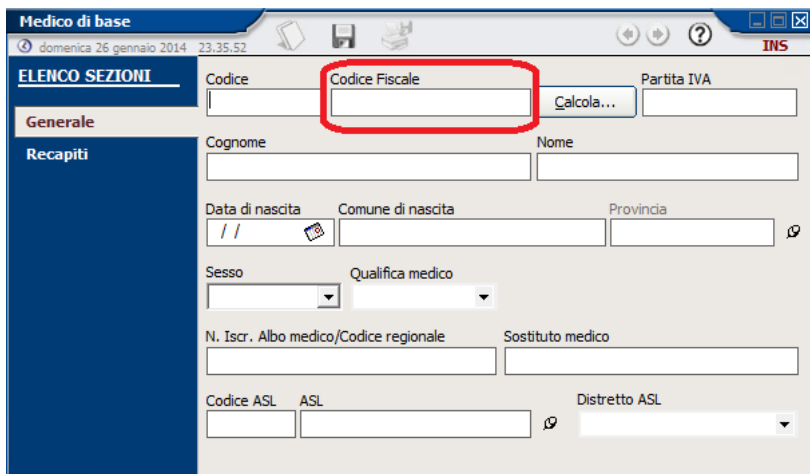 Medico di base
domenica 26 gennaio 2014 23.35.52
INS
ELENCO SEZIONI
Generale
Recapiti
Codice Codice Fiscale Partita IVA
Calcola...
Cognome Nome
Data di nascita Comune di nascita Provincia
/ /
Sesso Qualifica medico
N. Iscr. Albo medico/Codice regionale Sostituto medico
Codice ASL ASL Distretto ASL